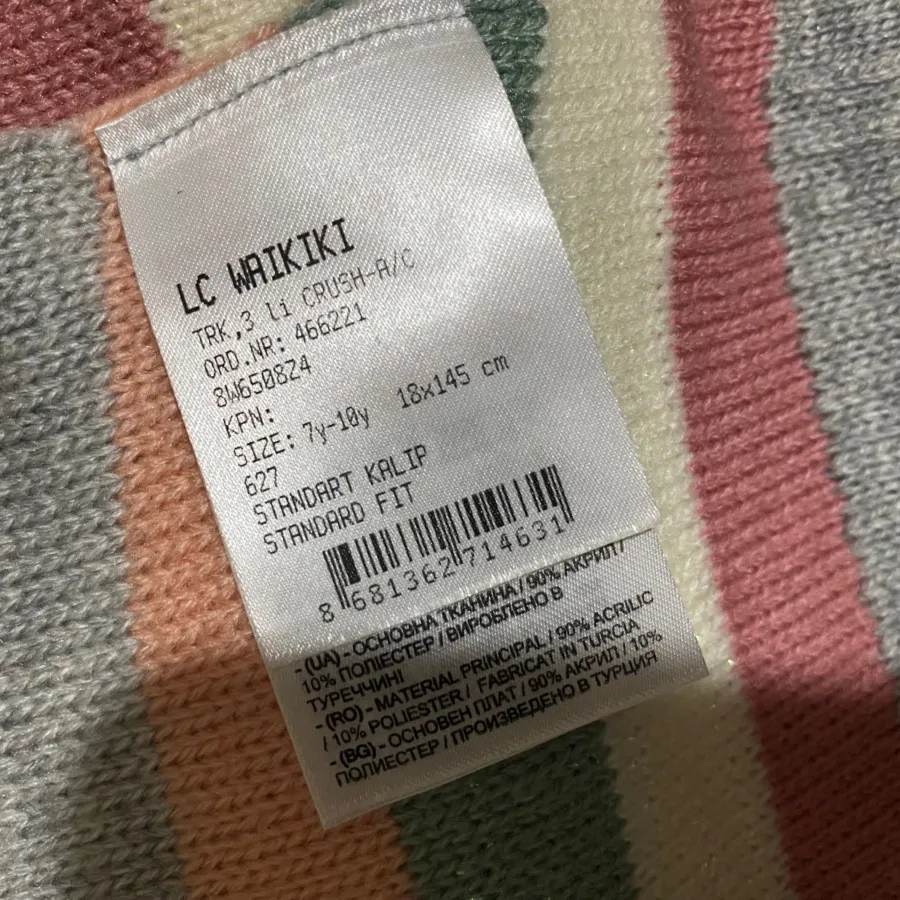 LC WAIKIKI
TRK,3 li CRUSH-A/C
ORD.NR: 466221
8W6508Z4
KPN:
SIZE: 7y-10y 18x145 cm
627
STANDART KALIP
STANDARD FIT
8 681362 714631
- (UA) - ОСНОВНА ТКАНИНА / 90% АКРИЛ /
10% ПОЛІЕСТЕР / ВИРОБЛЕНО В
ТУРЕЧЧИНІ
- (RO) - MATERIAL PRINCIPAL / 90% ACRILIC
/ 10% POLIESTER / FABRICAT IN TURCIA
- (BG) - ОСНОВЕН ПЛАТ / 90% АКРИЛ / 10%
ПОЛИЕСТЕР / ПРОИЗВЕДЕНО В ТУРЦИЯ